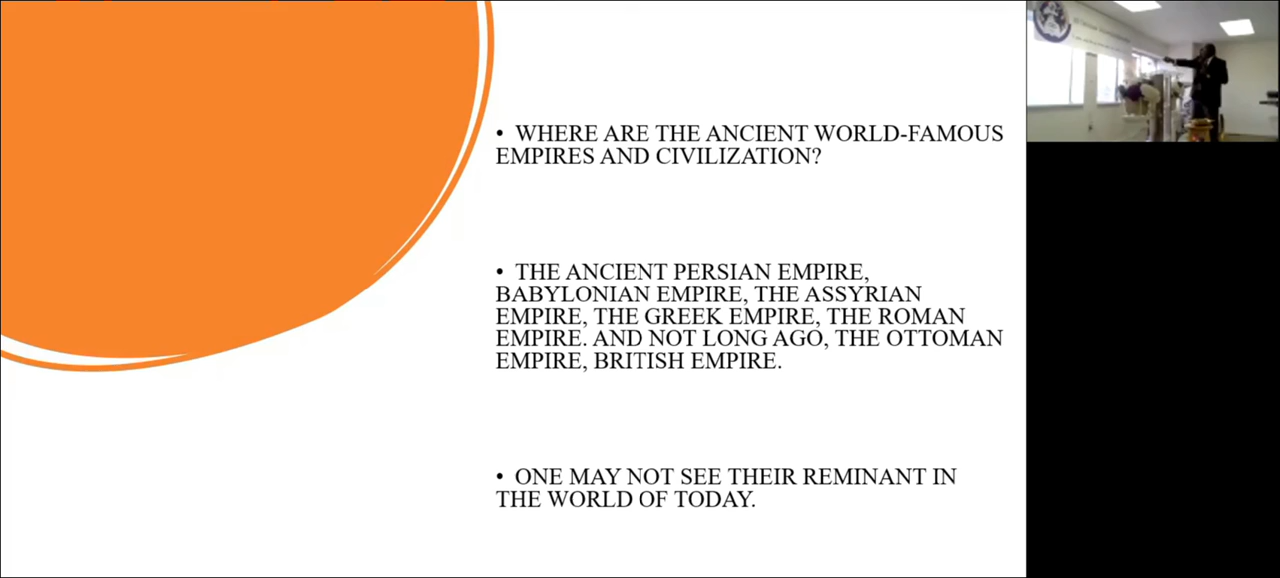 • WHERE ARE THE ANCIENT WORLD-FAMOUS
EMPIRES AND CIVILIZATION?
• THE ANCIENT PERSIAN EMPIRE,
BABYLONIAN EMPIRE, THE ASSYRIAN
EMPIRE, THE GREEK EMPIRE, THE ROMAN
EMPIRE. AND NOT LONG AGO, THE OTTOMAN
EMPIRE, BRITISH EMPIRE.
• ONE MAY NOT SEE THEIR REMINANT IN
THE WORLD OF TODAY.